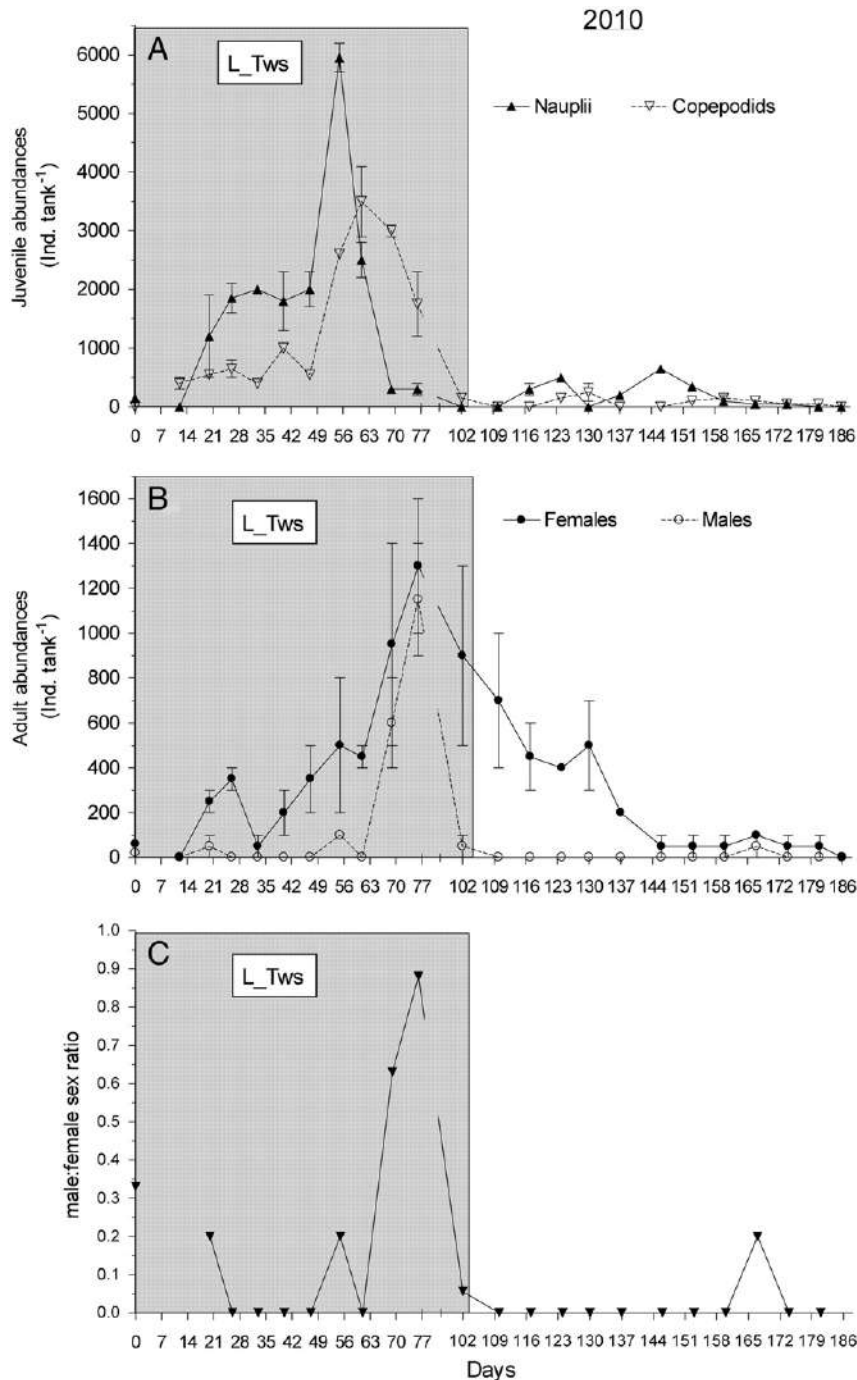 2010
A
L_Tws
Nauplii
Copepodids
Juvenile abundances
(Ind. tank⁻¹)
6000
5000
4000
3000
2000
1000
0
0 7 14 21 28 35 42 49 56 63 70 77 102 109 116 123 130 137 144 151 158 165 172 179 186
B
L_Tws
Females
Males
Adult abundances
(Ind. tank⁻¹)
1600
1400
1200
1000
800
600
400
200
0
0 7 14 21 28 35 42 49 56 63 70 77 102 109 116 123 130 137 144 151 158 165 172 179 186
C
L_Tws
male:female sex ratio
1.0
0.9
0.8
0.7
0.6
0.5
0.4
0.3
0.2
0.1
0.0
0 7 14 21 28 35 42 49 56 63 70 77 102 109 116 123 130 137 144 151 158 165 172 179 186
Days